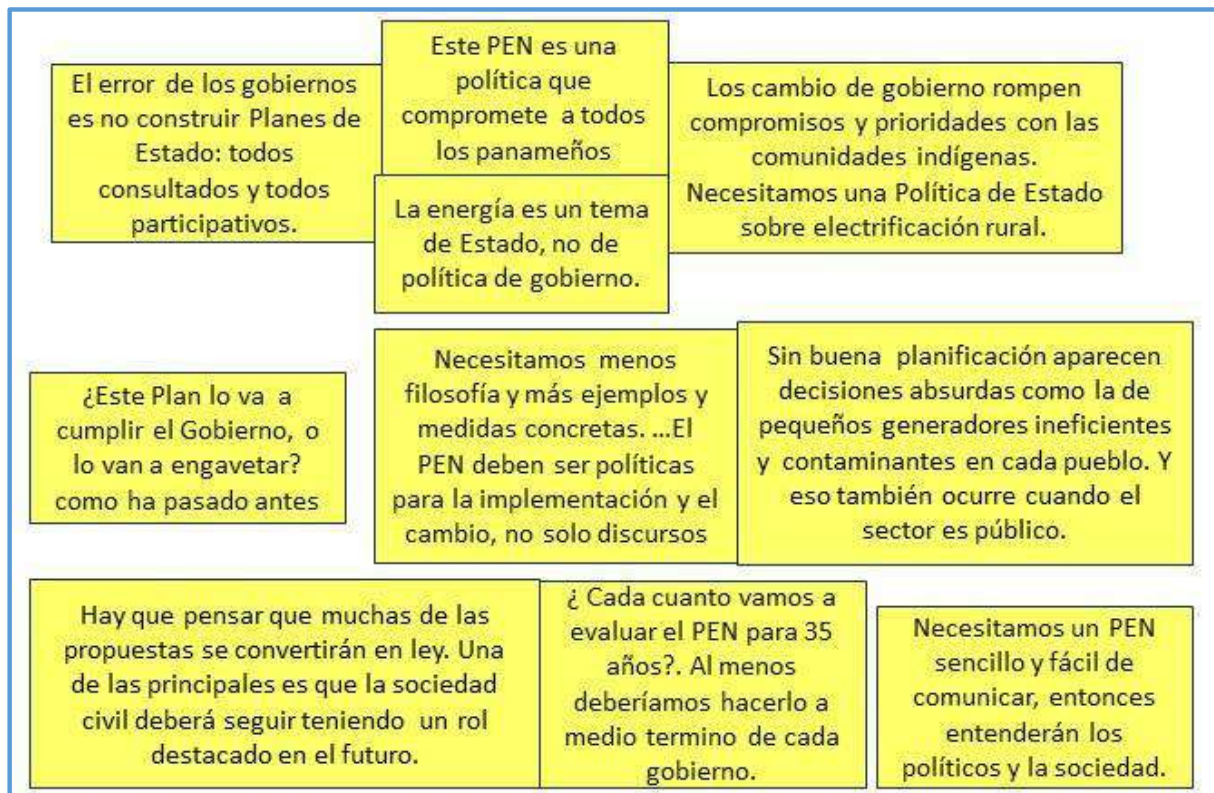 El error de los gobiernos
es no construir Planes de
Estado: todos
consultados y todos
participativos.
Este PEN es una
política que
compromete a todos
los panameños
La energía es un tema
de Estado, no de
política de gobierno.
Los cambio de gobierno rompen
compromisos y prioridades con las
comunidades indígenas.
Necesitamos una Política de Estado
sobre electrificación rural.
¿Este Plan lo va a
cumplir el Gobierno, o
lo van a engavetar?
como ha pasado antes
Necesitamos menos
filosofía y más ejemplos y
medidas concretas. ...El
PEN deben ser políticas
para la implementación y el
cambio, no solo discursos
Sin buena planificación aparecen
decisiones absurdas como la de
pequeños generadores ineficientes
y contaminantes en cada pueblo. Y
eso también ocurre cuando el
sector es público.
Hay que pensar que muchas de las
propuestas se convertirán en ley. Una
de las principales es que la sociedad
civil deberá seguir teniendo un rol
destacado en el futuro.
¿ Cada cuanto vamos a
evaluar el PEN para 35
años?. Al menos
deberíamos hacerlo a
medio termino de cada
gobierno.
Necesitamos un PEN
sencillo y fácil de
comunicar, entonces
entenderán los
políticos y la sociedad.